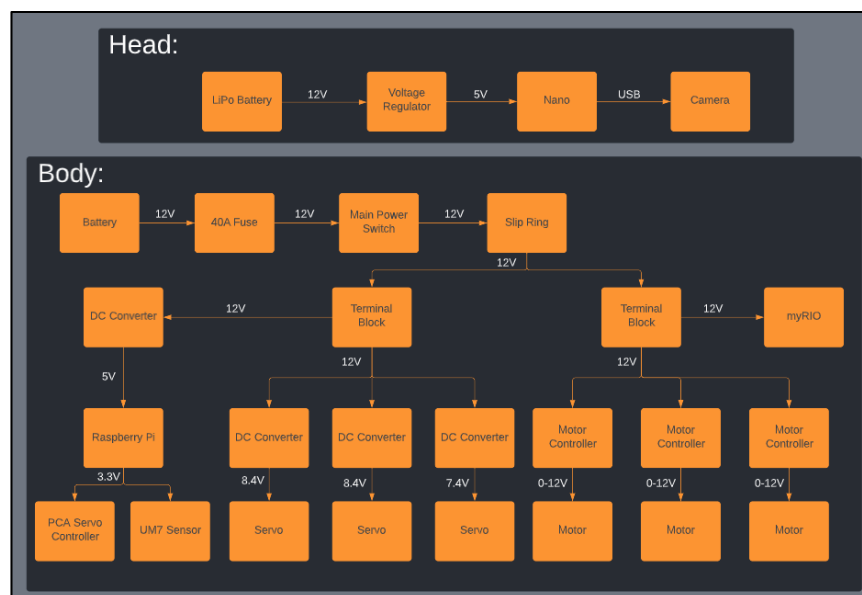 Head:
LiPo Battery
12V
Voltage
Regulator
5V
Nano
USB
Camera
Body:
Battery
12V
40A Fuse
12V
Main Power
Switch
12V
Slip Ring
12V
DC Converter
12V
Terminal
Block
Terminal
Block
12V
myRIO
5V
12V
12V
Raspberry Pi
DC Converter
DC Converter
DC Converter
Motor
Controller
Motor
Controller
Motor
Controller
3.3V
8.4V
8.4V
7.4V
0-12V
0-12V
0-12V
PCA Servo
Controller
UM7 Sensor
Servo
Servo
Servo
Motor
Motor
Motor